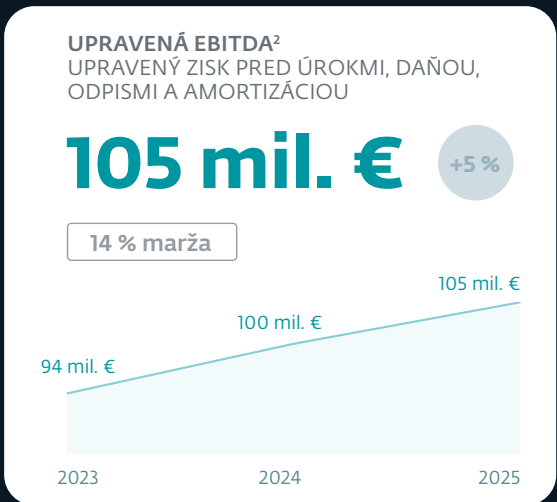 UPRAVENÁ EBITDA²
UPRAVENÝ ZISK PRED ÚROKMI, DAŇOU,
ODPISMI A AMORTIZÁCIOU
105 mil. €
+5 %
14 % marža
105 mil. €
100 mil. €
94 mil. €
2023
2024
2025